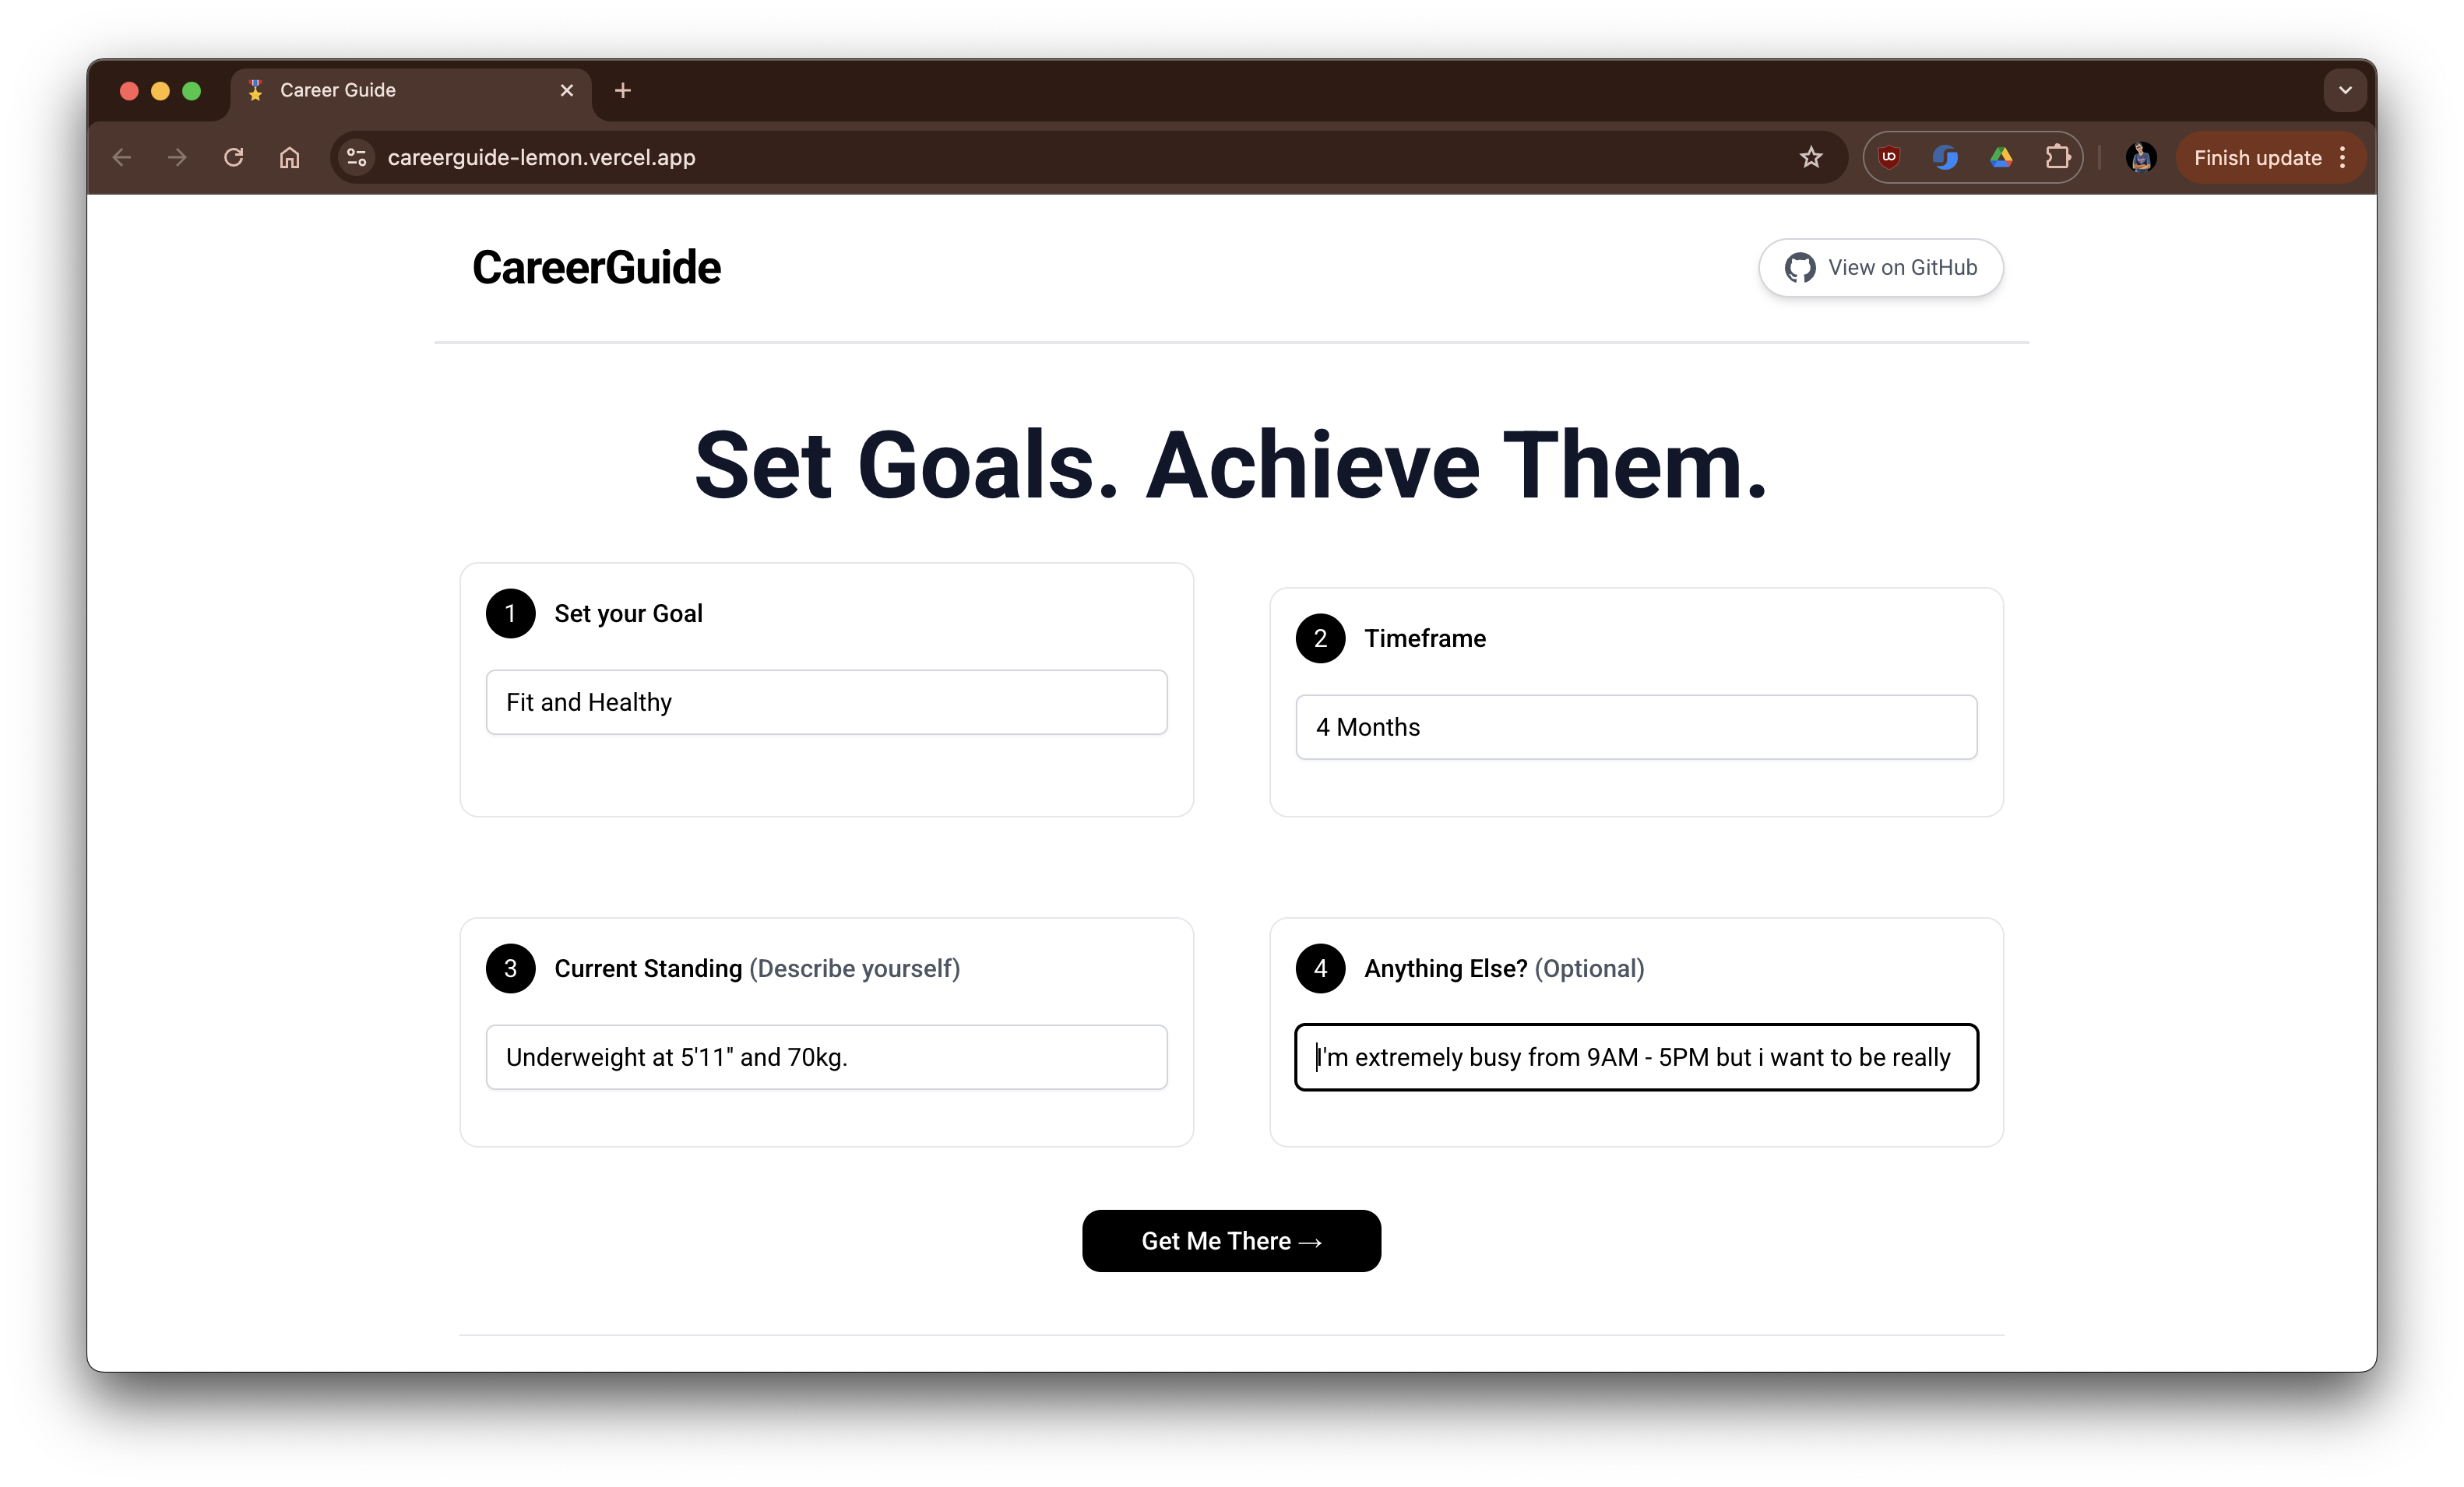 Career Guide
careerguide-lemon.vercel.app
Finish update
CareerGuide
View on GitHub
Set Goals. Achieve Them.
1 Set your Goal
Fit and Healthy
2 Timeframe
4 Months
3 Current Standing (Describe yourself)
Underweight at 5'11" and 70kg.
4 Anything Else? (Optional)
I'm extremely busy from 9AM - 5PM but i want to be really
Get Me There →